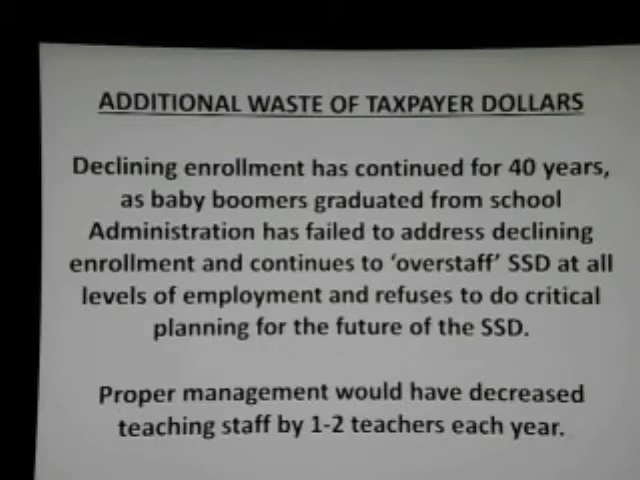 ADDITIONAL WASTE OF TAXPAYER DOLLARS
Declining enrollment has continued for 40 years,
as baby boomers graduated from school
Administration has failed to address declining
enrollment and continues to ‘overstaff’ SSD at all
levels of employment and refuses to do critical
planning for the future of the SSD.
Proper management would have decreased
teaching staff by 1-2 teachers each year.